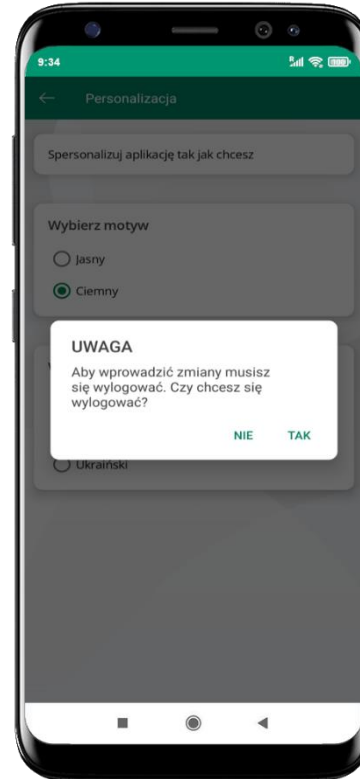 9:34
Personalizacja
Spersonalizuj aplikację tak jak chcesz
Wybierz motyw
Jasny
Ciemny
UWAGA
Aby wprowadzić zmiany musisz
się wylogować. Czy chcesz się
wylogować?
NIE TAK
Ukraiński